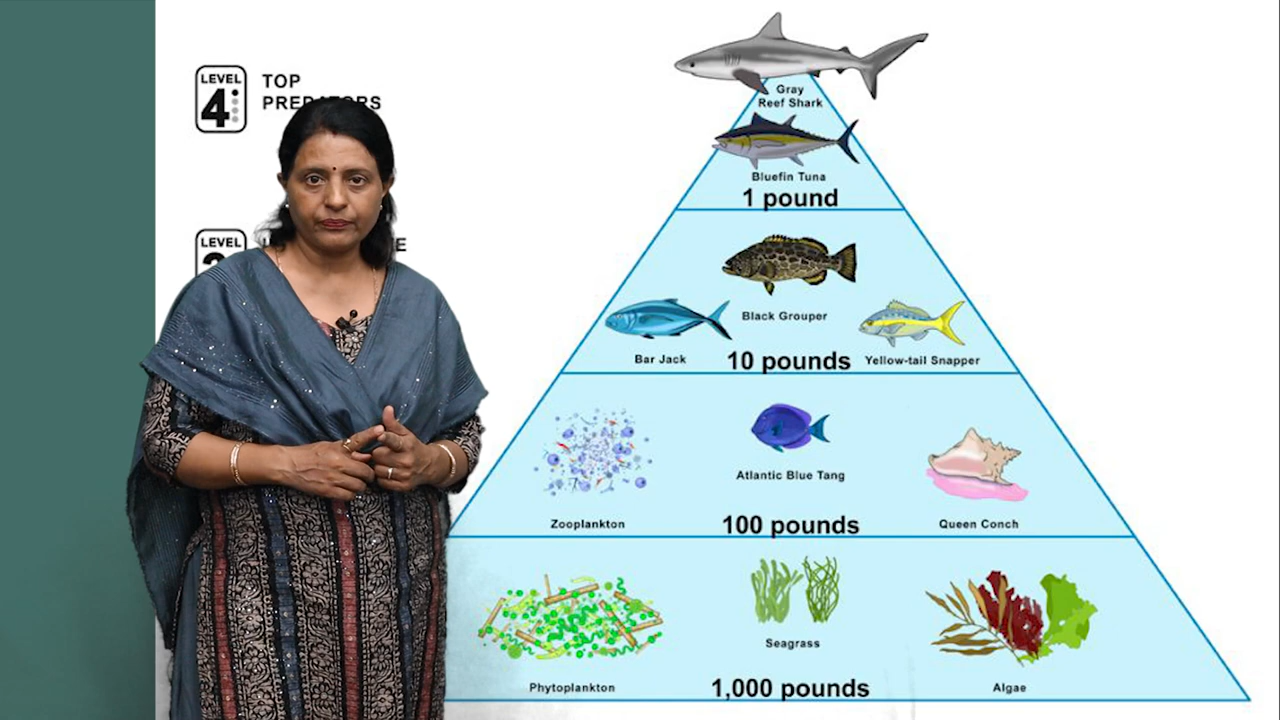 LEVEL
4
TOP
PREDATORS
Gray
Reef Shark
Bluefin Tuna
1 pound
LEVEL
E
Black Grouper
Bar Jack
10 pounds
Yellow-tail Snapper
Atlantic Blue Tang
Zooplankton
100 pounds
Queen Conch
Seagrass
Phytoplankton
1,000 pounds
Algae